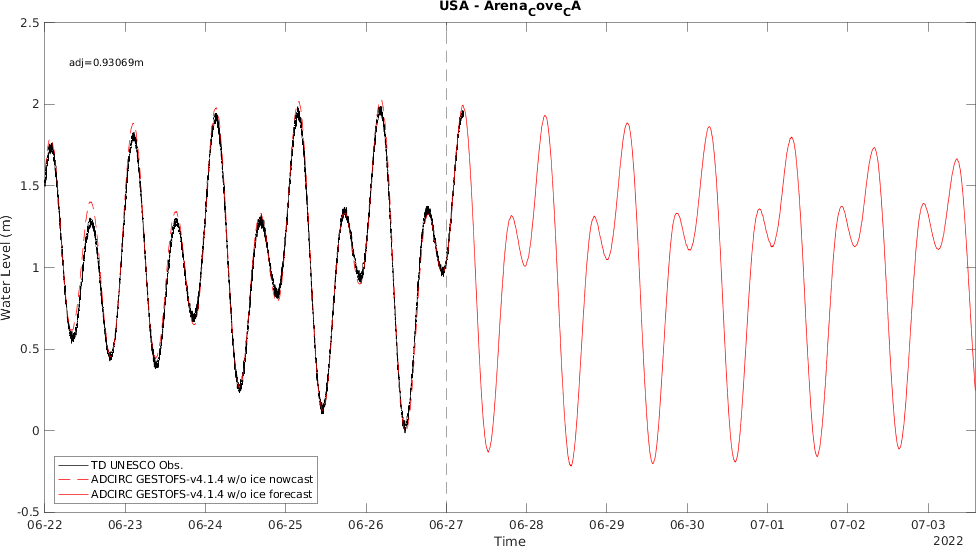 USA - ArenaCoveCA
2.5
adj=0.93069m
2
1.5
1
0.5
0
-0.5
Water Level (m)
TD UNESCO Obs.
ADCIRC GESTOFS-v4.1.4 w/o ice nowcast
ADCIRC GESTOFS-v4.1.4 w/o ice forecast
06-22 06-23 06-24 06-25 06-26 06-27 06-28 06-29 06-30 07-01 07-02 07-03
Time
2022